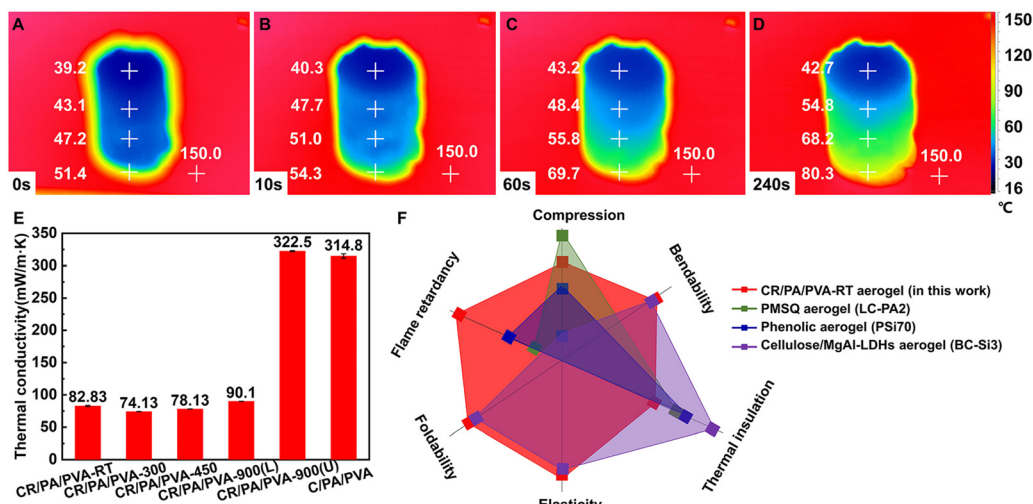 A
39.2
43.1
47.2
51.4
150.0
0s
B
40.3
47.7
51.0
54.3
150.0
10s
C
43.2
48.4
55.8
69.7
150.0
60s
D
42.7
54.8
68.2
80.3
150.0
240s
150
120
90
60
30
16
℃
E
Thermal conductivity(mW/m·K)
350
300
250
200
150
100
50
0
82.83
74.13
78.13
90.1
322.5
314.8
CR/PA/PVA-RT
CR/PA/PVA-300
CR/PA/PVA-450
CR/PA/PVA-900(L)
CR/PA/PVA-900(U)
C/PA/PVA
F
Compression
Bendability
Thermal insulation
Elasticity
Foldability
Flame retardancy
CR/PA/PVA-RT aerogel (in this work)
PMSQ aerogel (LC-PA2)
Phenolic aerogel (PSi70)
Cellulose/MgAl-LDHs aerogel (BC-Si3)